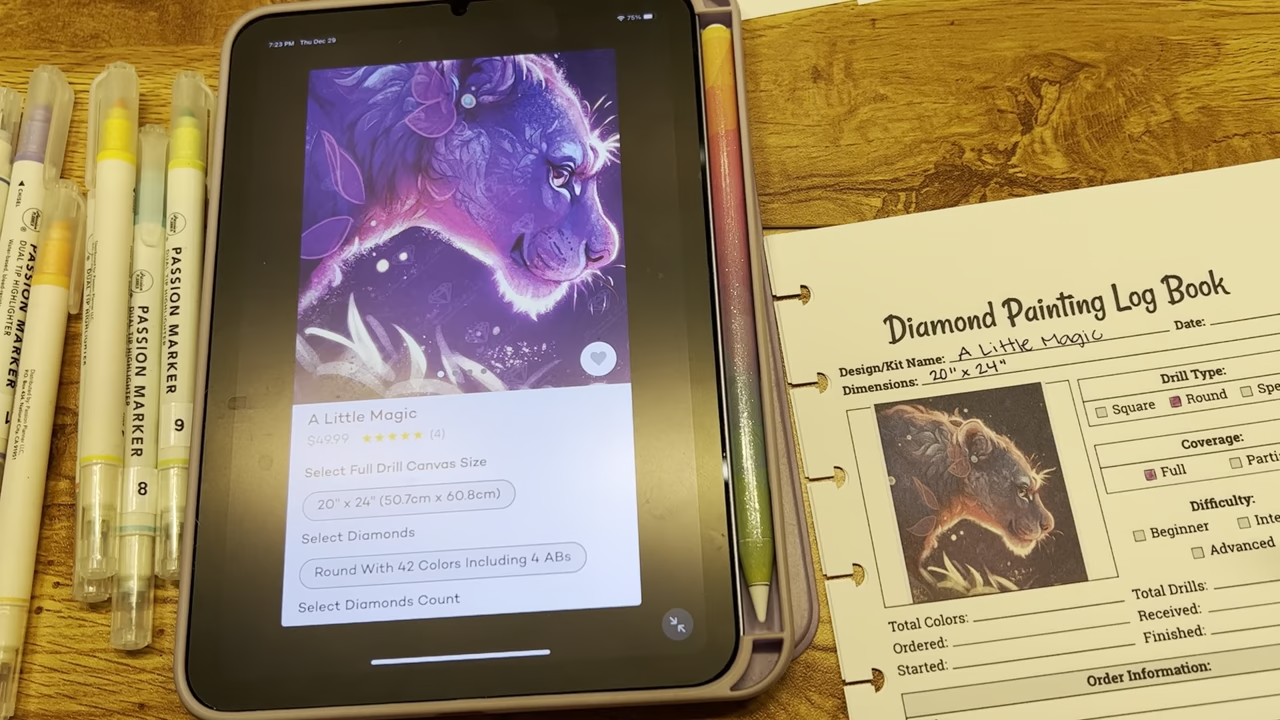 7:23 PM Thu Dec 29
75%
A Little Magic
$49.99 (4)
Select Full Drill Canvas Size
20" x 24" (50.7cm x 60.8cm)
Select Diamonds
Round With 42 Colors Including 4 ABs
Select Diamonds Count
CHISEL
PASSION MARKER
DUAL TIP HIGHLIGHTER
PASSION MARKER
8
PASSION MARKER
9
Diamond Painting Log Book
Design/Kit Name: A Little Magic Date:
Dimensions: 20" x 24"
Drill Type:
Square Round
Coverage:
Full
Difficulty:
Beginner
Advanced
Total Colors: Total Drills:
Ordered: Received:
Started: Finished:
Order Information: